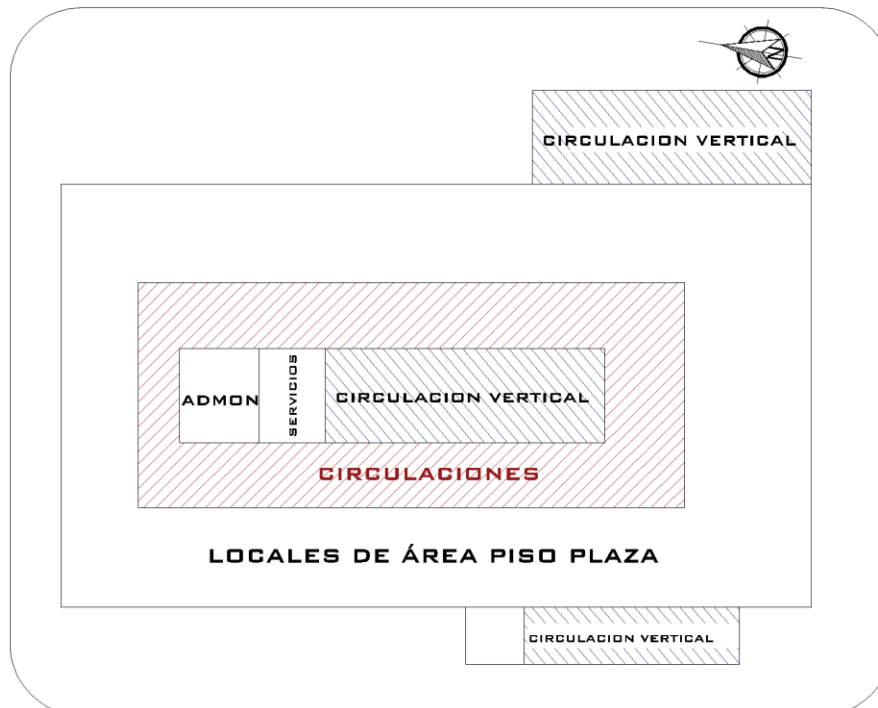 N
CIRCULACION VERTICAL
ADMON
SERVICIOS
CIRCULACION VERTICAL
CIRCULACIONES
LOCALES DE ÁREA PISO PLAZA
CIRCULACION VERTICAL